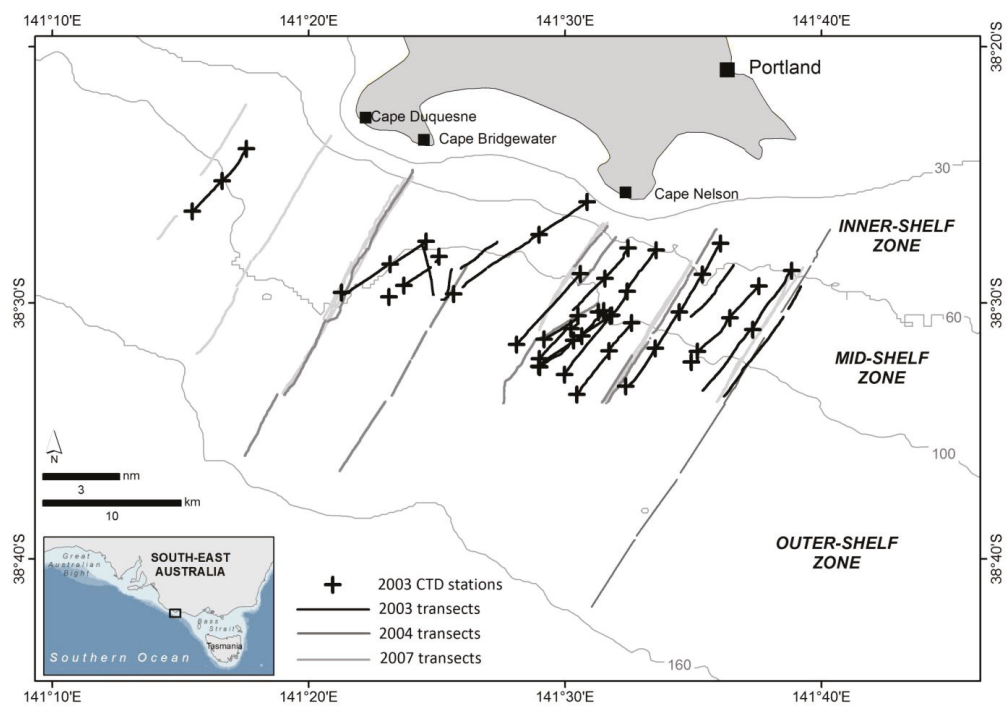 141°10'E 141°20'E 141°30'E 141°40'E
38°20'S
Portland
Cape Duquesne
Cape Bridgewater
30
Cape Nelson
INNER-SHELF
ZONE
38°30'S 38°30'S
60
MID-SHELF
ZONE
N
100
nm
3
km
10
OUTER-SHELF
ZONE
38°40'S 38°40'S
Great
Australian
Bight
SOUTH-EAST
AUSTRALIA
Bass
Strait
Tasmania
Southern Ocean
2003 CTD stations
2003 transects
2004 transects
2007 transects
160
141°10'E 141°20'E 141°30'E 141°40'E